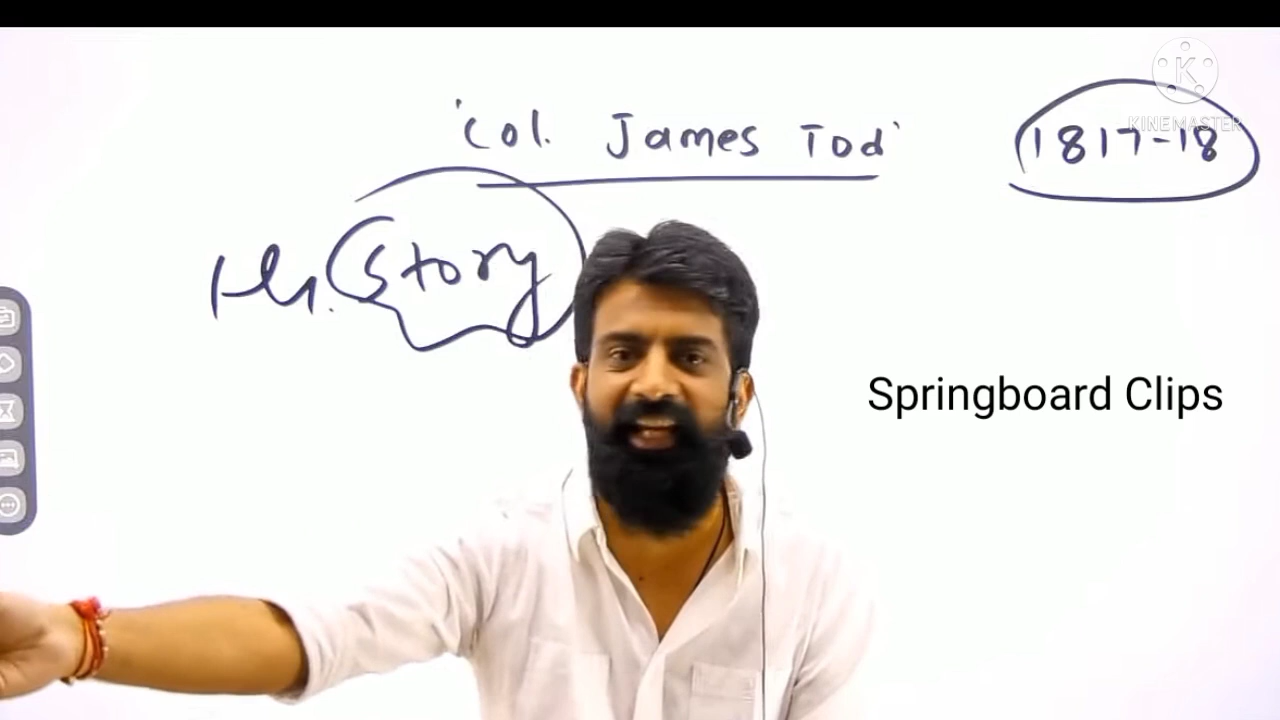 'Col. James Tod'
1817-18
KINEMASTER
Hi.Story
Springboard Clips